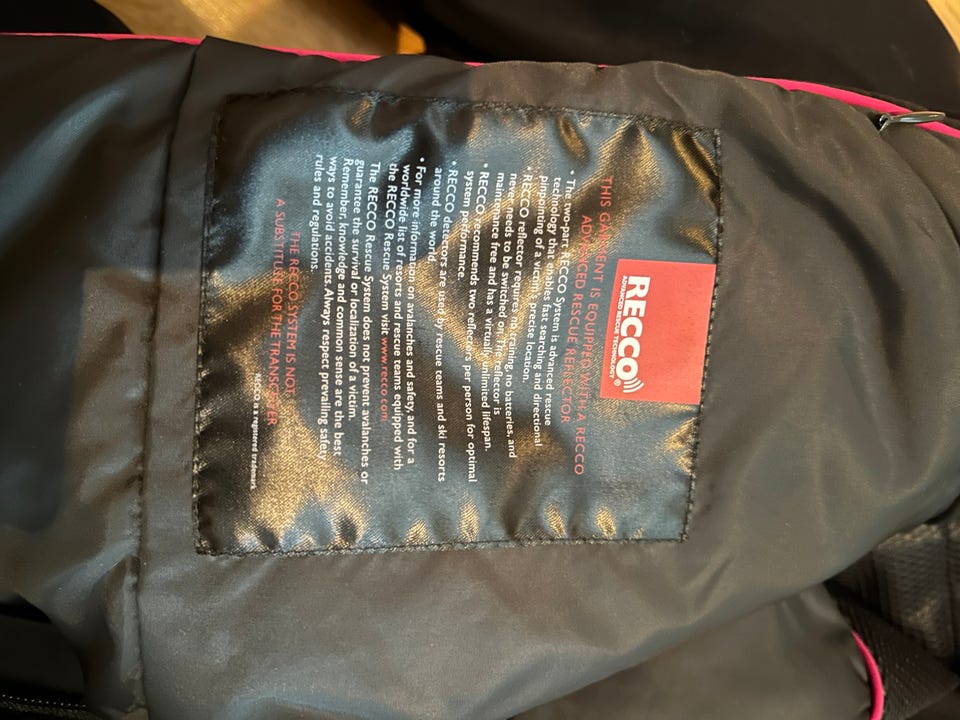 RECCO®
ADVANCED RESCUE TECHNOLOGY
THIS GARMENT IS EQUIPPED WITH A RECCO
ADVANCED RESCUE REFLECTOR
• The two-part RECCO System is advanced rescue
technology that enables fast searching and directional
pinpointing of a victim's precise location.
• RECCO reflector requires no training, no batteries, and
never needs to be switched on. The reflector is
maintenance free and has a virtually unlimited lifespan.
• RECCO recommends two reflectors per person for optimal
system performance.
• RECCO detectors are used by rescue teams and ski resorts
around the world.
• For more information on avalanches and safety, and for a
worldwide list of resorts and rescue teams equipped with
the RECCO Rescue System visit www.recco.com
The RECCO Rescue System does not prevent avalanches or
guarantee the survival or localization of a victim.
Remember, knowledge and common sense are the best
ways to avoid accidents. Always respect prevailing safety
rules and regulations.
THE RECCO SYSTEM IS NOT
A SUBSTITUTE FOR THE TRANSCEIVER
RECCO is a registered trademark